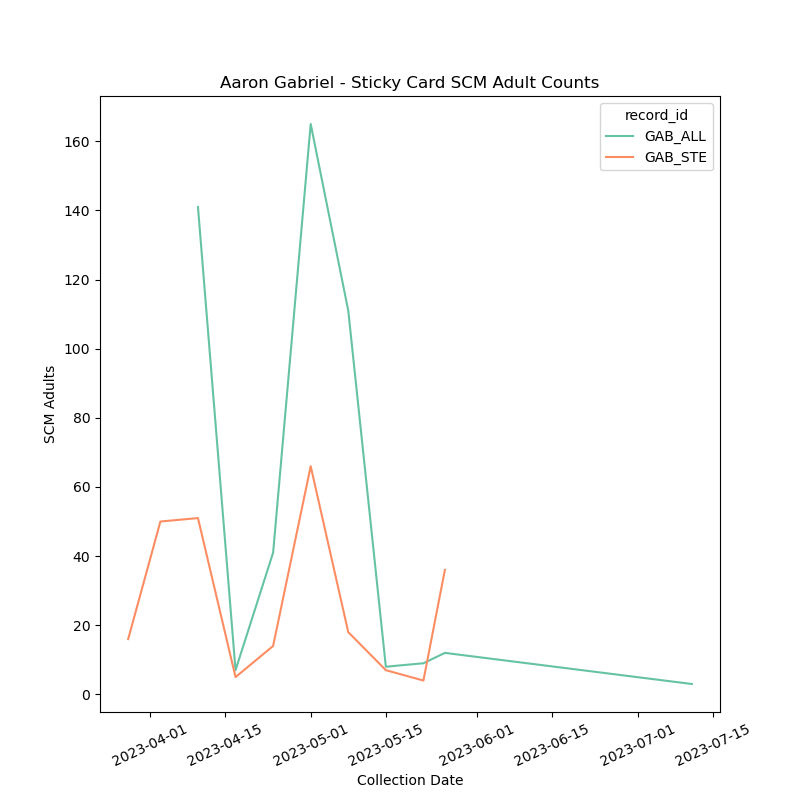 Aaron Gabriel - Sticky Card SCM Adult Counts
record_id
GAB_ALL
GAB_STE
160
140
120
100
80
60
40
20
0
SCM Adults
2023-04-01
2023-04-15
2023-05-01
2023-05-15
2023-06-01
2023-06-15
2023-07-01
2023-07-15
Collection Date